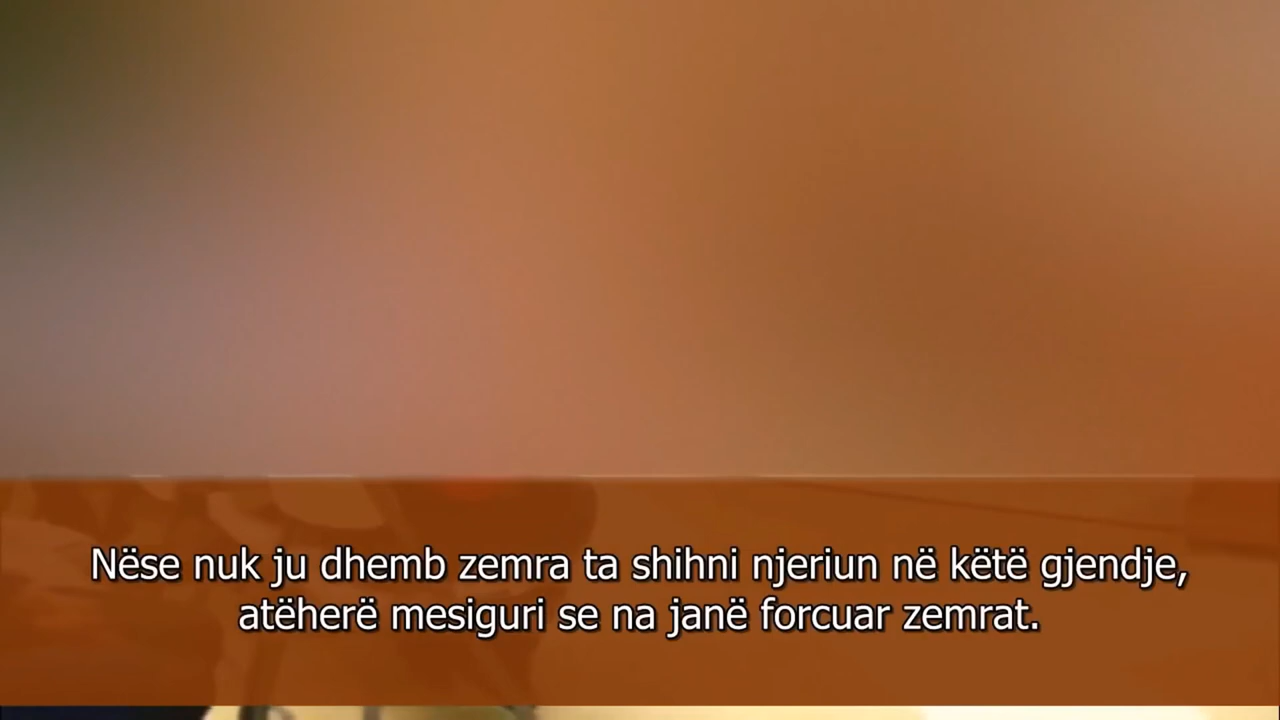 Nëse nuk ju dhemb zemra ta shihni njeriun në këtë gjendje,
atëherë mesiguri se na janë forcuar zemrat.